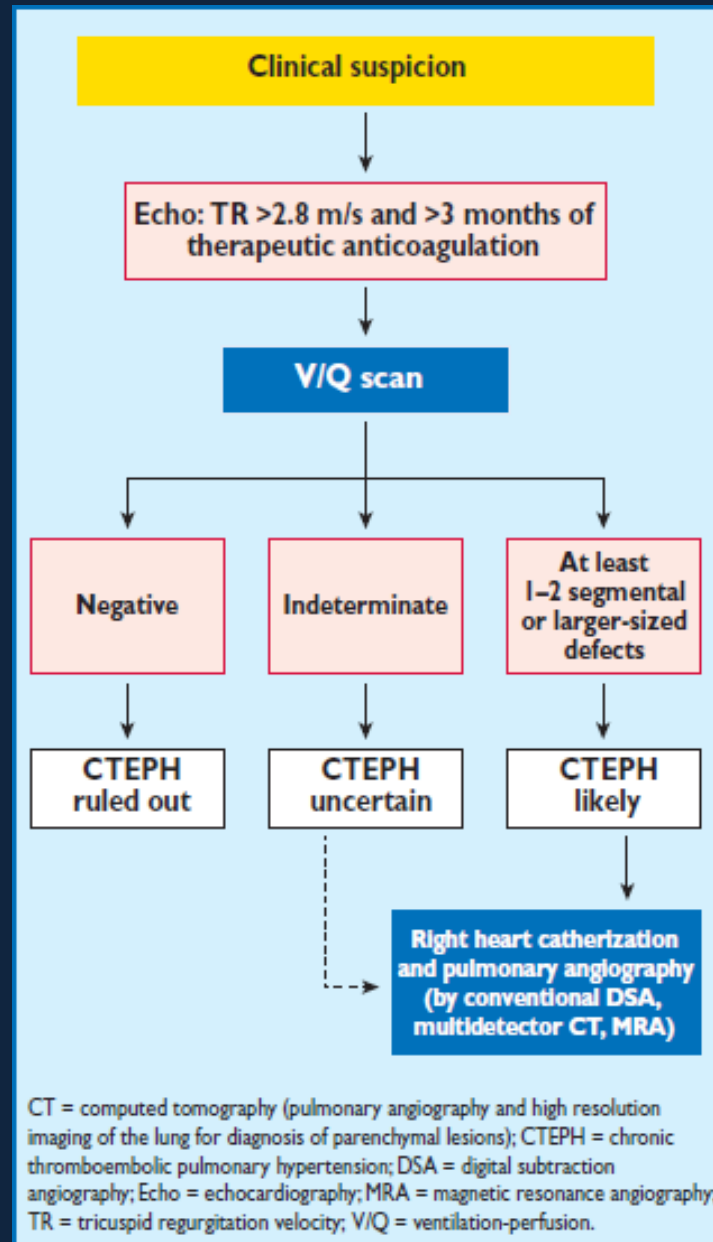 Clinical suspicion
Echo: TR >2.8 m/s and >3 months of
therapeutic anticoagulation
V/Q scan
Negative
Indeterminate
At least
1–2 segmental
or larger-sized
defects
CTEPH
ruled out
CTEPH
uncertain
CTEPH
likely
Right heart catherization
and pulmonary angiography
(by conventional DSA,
multidetector CT, MRA)
CT = computed tomography (pulmonary angiography and high resolution
imaging of the lung for diagnosis of parenchymal lesions); CTEPH = chronic
thromboembolic pulmonary hypertension; DSA = digital subtraction
angiography; Echo = echocardiography; MRA = magnetic resonance angiography;
TR = tricuspid regurgitation velocity; V/Q = ventilation-perfusion.